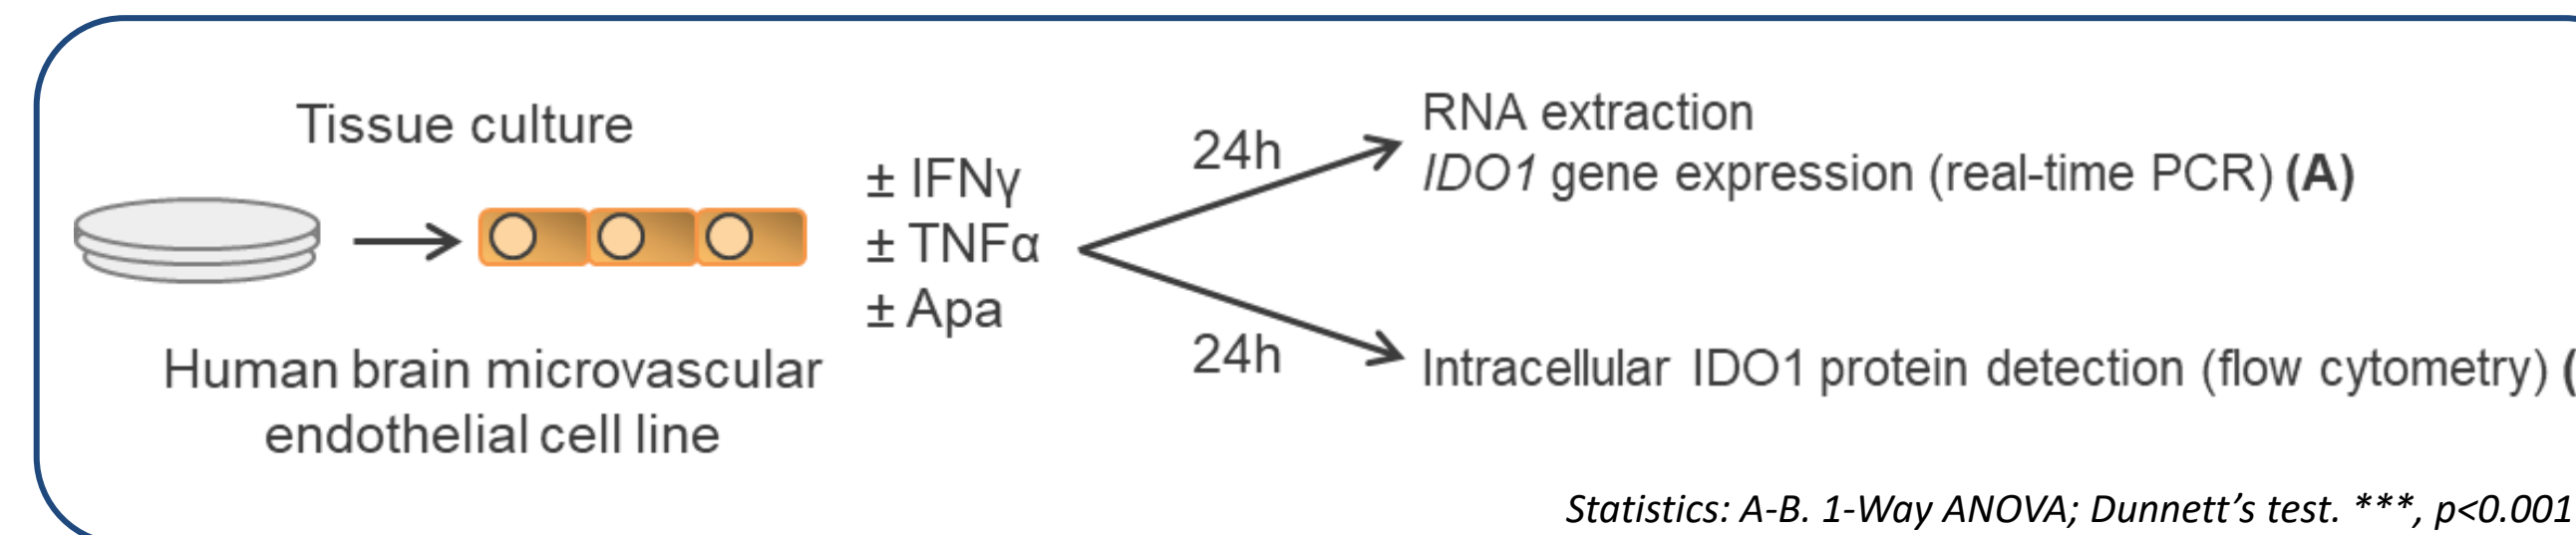 Tissue culture
Human brain microvascular
endothelial cell line
± IFNγ
± TNFα
± Apa
24h
RNA extraction
IDO1 gene expression (real-time PCR) (A)
24h
Intracellular IDO1 protein detection (flow cytometry) (
Statistics: A-B. 1-Way ANOVA; Dunnett’s test. ***, p<0.001